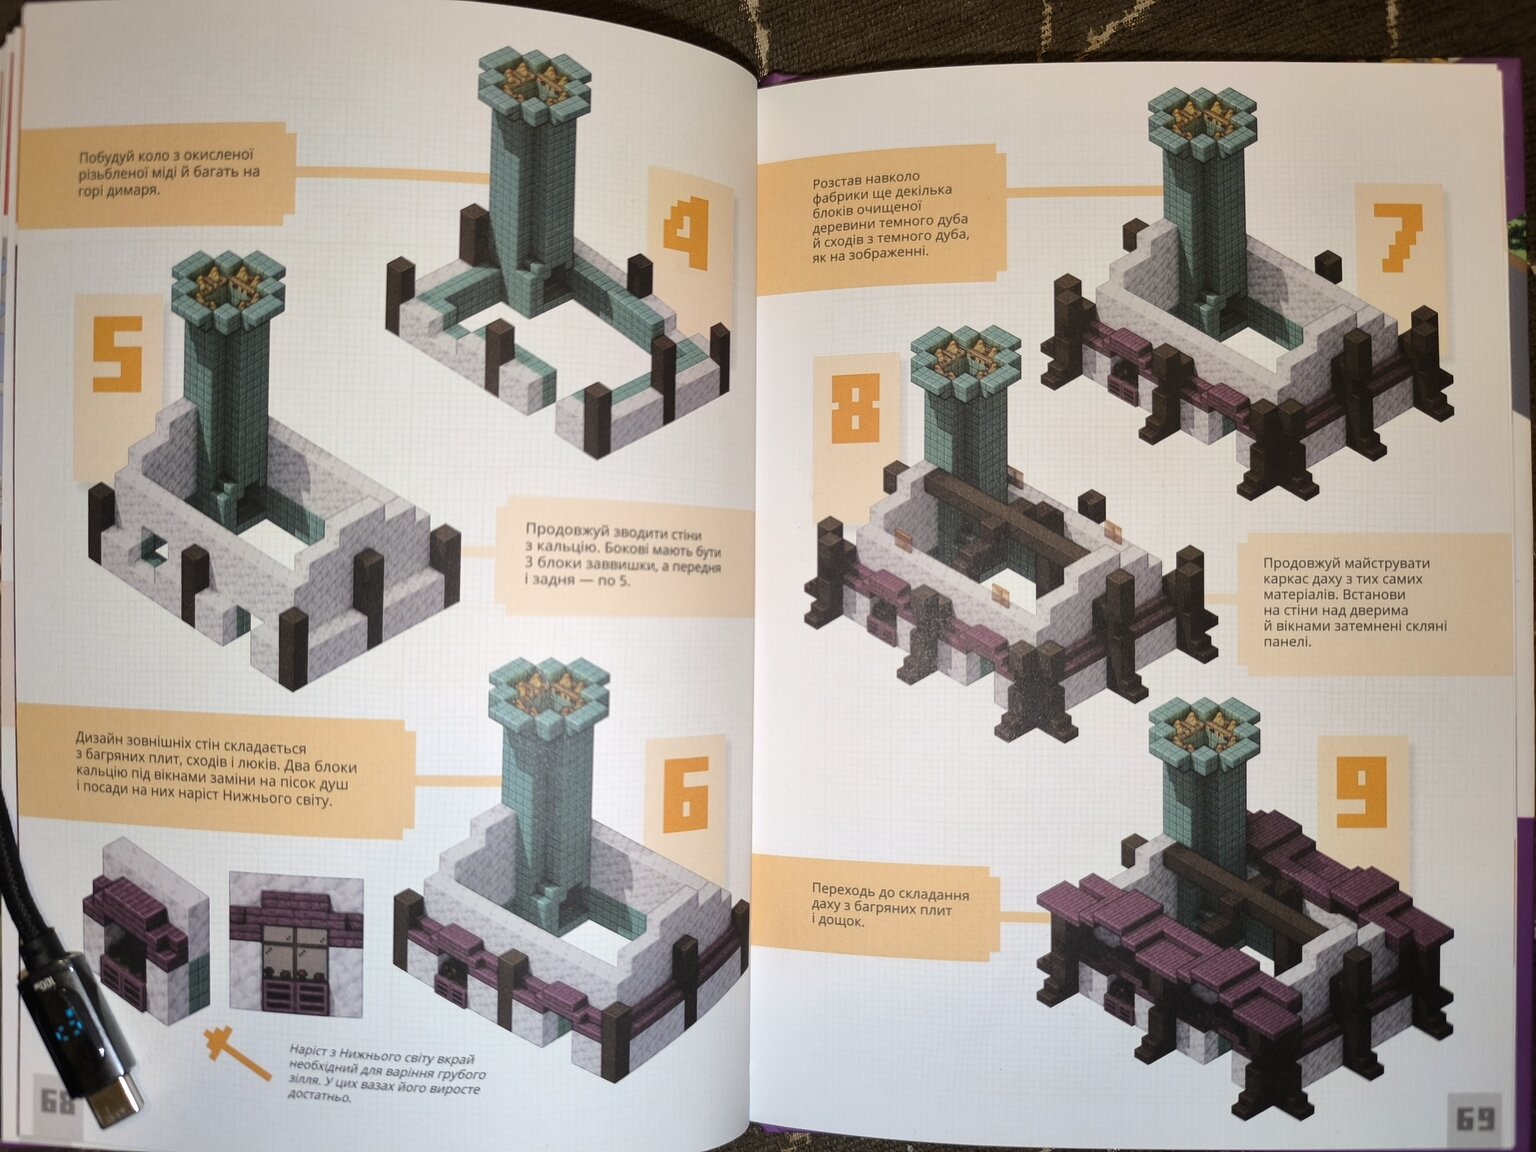 Побудуй коло з окисленої
різьбленої міді й багать на
горі димаря.
4
5
Продовжуй зводити стіни
з кальцію. Бокові мають бути
3 блоки заввишки, а передня
і задня — по 5.
Дизайн зовнішніх стін складається
з багряних плит, сходів і люків. Два блоки
кальцію під вікнами заміни на пісок душ
і посади на них наріст Нижнього світу.
6
Наріст з Нижнього світу вкрай
необхідний для варіння грубого
зілля. У цих вазах його виросте
достатньо.
68
Розстав навколо
фабрики ще декілька
блоків очищеної
деревини темного дуба
й сходів з темного дуба,
як на зображенні.
7
8
Продовжуй майструвати
каркас даху з тих самих
матеріалів. Встанови
на стіни над дверима
й вікнами затемнені скляні
панелі.
9
Переходь до складання
даху з багряних плит
і дощок.
69